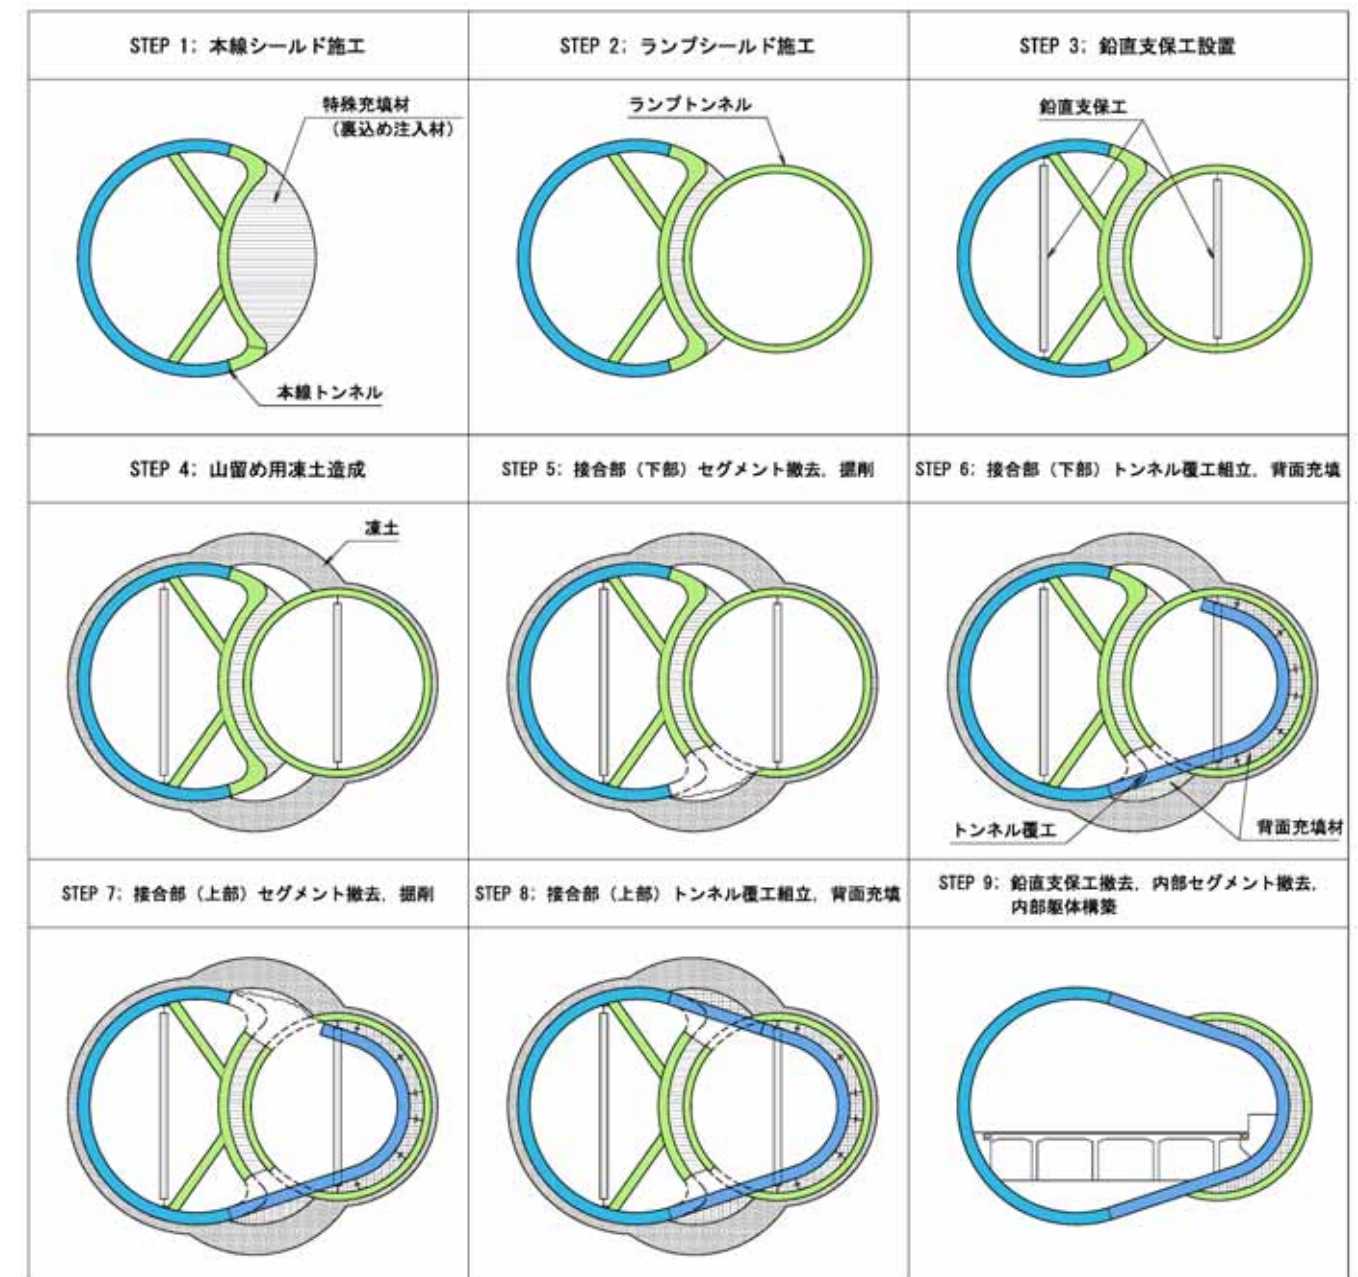 STEP 1: 本線シールド施工
STEP 2: ランプシールド施工
STEP 3: 鉛直支保工設置
特殊充填材
(裏込め注入材)
本線トンネル
ランプトンネル
鉛直支保工
STEP 4: 山留め用凍土造成
STEP 5: 接合部(下部)セグメント撤去, 掘削
STEP 6: 接合部(下部)トンネル覆工組立, 背面充填
凍土
トンネル覆工
背面充填材
STEP 7: 接合部(上部)セグメント撤去, 掘削
STEP 8: 接合部(上部)トンネル覆工組立, 背面充填
STEP 9: 鉛直支保工撤去, 内部セグメント撤去,
内部躯体構築